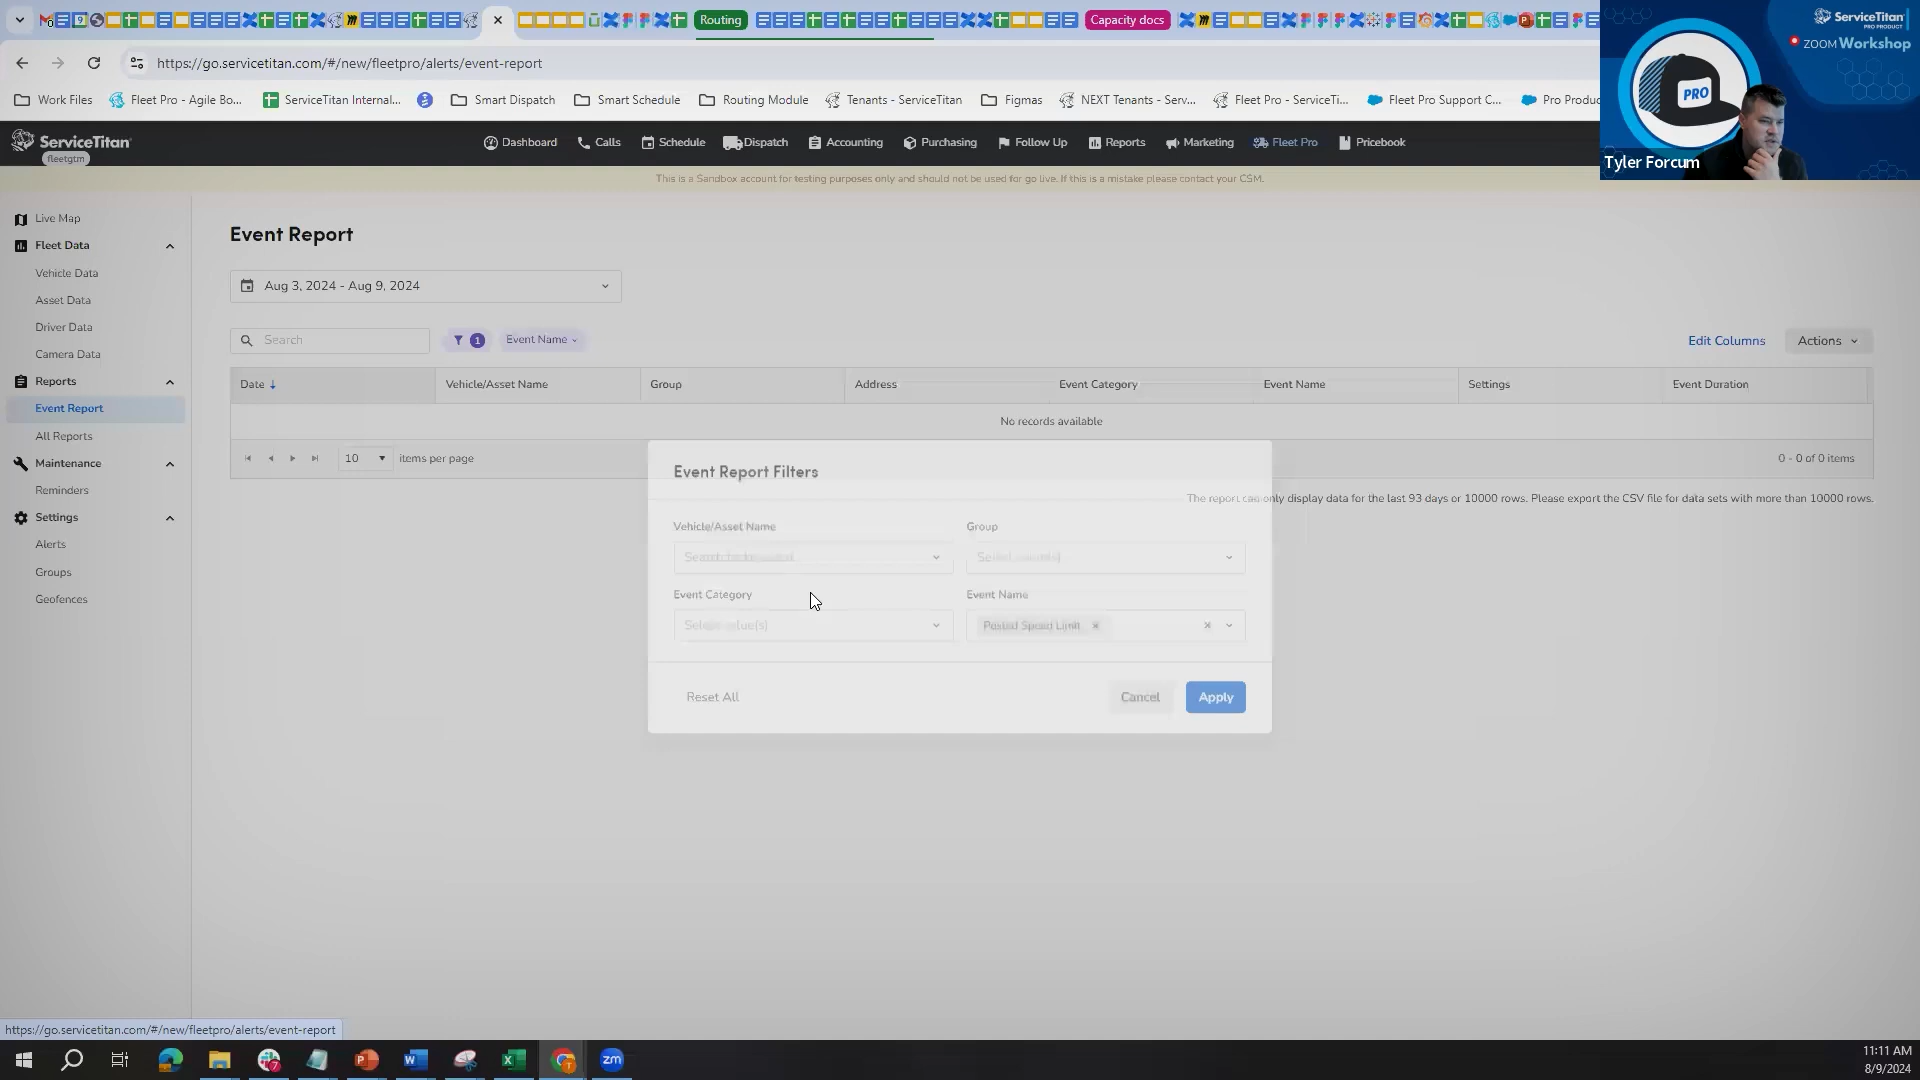 Routing
Capacity docs
https://go.servicetitan.com/#/new/fleetpro/alerts/event-report
Work Files
Fleet Pro - Agile Bo...
ServiceTitan Internal...
Smart Dispatch
Smart Schedule
Routing Module
Tenants - ServiceTitan
Figmas
NEXT Tenants - Serv...
Fleet Pro - ServiceTi...
Fleet Pro Support C...
Pro Produc
ServiceTitan
PRO PRODUCT
ZOOM Workshop
PRO
Tyler Forcum
ServiceTitan
fleetgtm
Dashboard
Calls
Schedule
Dispatch
Accounting
Purchasing
Follow Up
Reports
Marketing
Fleet Pro
Pricebook
This is a Sandbox account for testing purposes only and should not be used for go live. If this is a mistake please contact your CSM.
Live Map
Fleet Data
Vehicle Data
Asset Data
Driver Data
Camera Data
Reports
Event Report
All Reports
Maintenance
Reminders
Settings
Alerts
Groups
Geofences
Event Report
Aug 3, 2024 - Aug 9, 2024
Search
1
Event Name
Edit Columns
Actions
Date
Vehicle/Asset Name
Group
Address
Event Category
Event Name
Settings
Event Duration
No records available
10
items per page
0 - 0 of 0 items
The report can only display data for the last 93 days or 10000 rows. Please export the CSV file for data sets with more than 10000 rows.
Event Report Filters
Vehicle/Asset Name
Group
Select value(s)
Event Category
Event Name
Select value(s)
Posted Speed Limit
Reset All
Cancel
Apply
https://go.servicetitan.com/#/new/fleetpro/alerts/event-report
zm
11:11 AM
8/9/2024